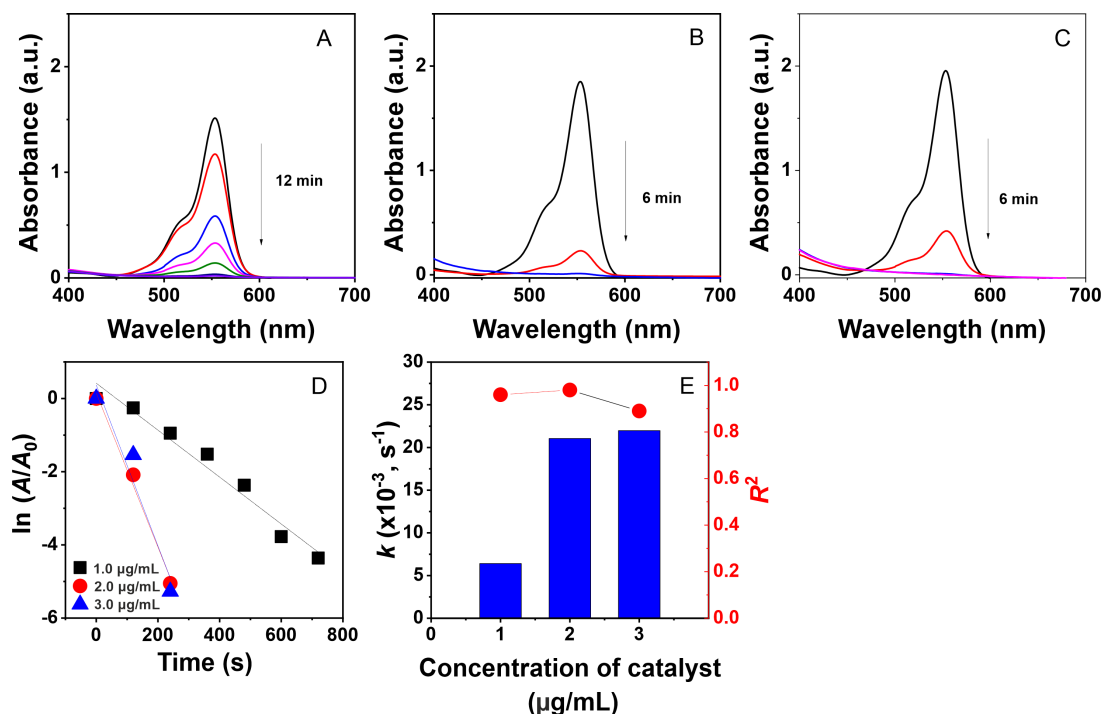 A
2
1
0
Absorbance (a.u.)
12 min
400
500
600
700
Wavelength (nm)
B
2
1
0
Absorbance (a.u.)
6 min
400
500
600
700
Wavelength (nm)
C
2
1
0
Absorbance (a.u.)
6 min
400
500
600
700
Wavelength (nm)
D
0
-2
-4
-6
ln (A/A0)
1.0 µg/mL
2.0 µg/mL
3.0 µg/mL
0
200
400
600
800
Time (s)
E
30
25
20
15
10
5
0
k (x10-3, s-1)
1.0
0.8
0.6
0.4
0.2
0.0
R2
0
1
2
3
Concentration of catalyst
(µg/mL)